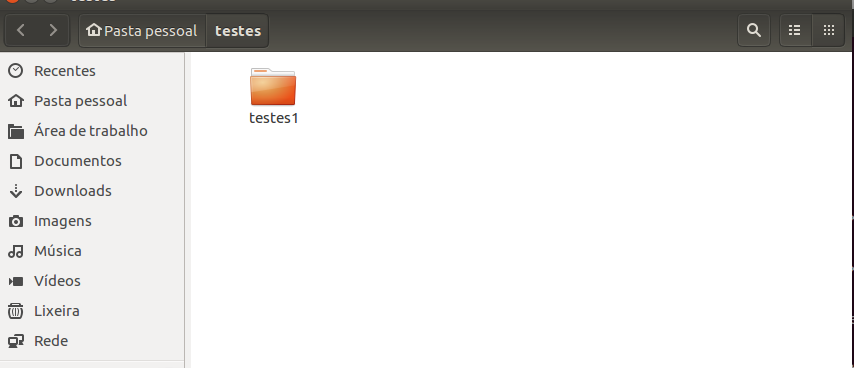 Pasta pessoal testes
Recentes
Pasta pessoal
Área de trabalho
Documentos
Downloads
Imagens
Música
Vídeos
Lixeira
Rede
testes1